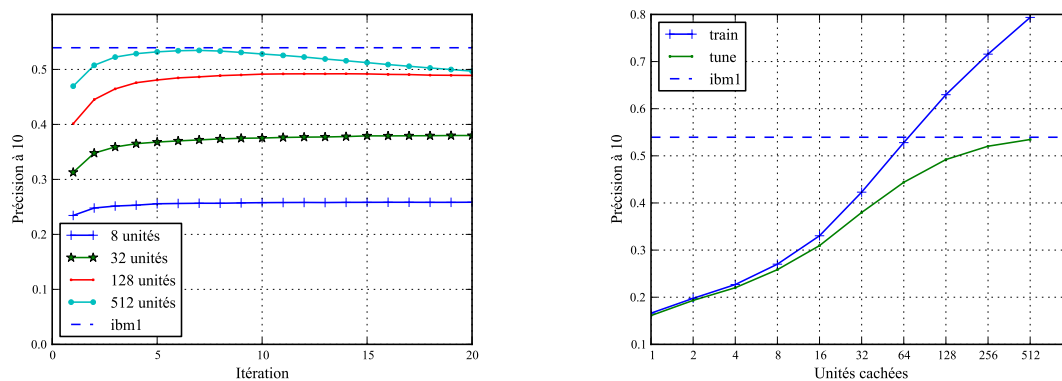 Précision à 10
0.5
0.4
0.3
0.2
0.1
0.0
0
5
10
15
20
Itération
8 unités
32 unités
128 unités
512 unités
ibm1
Précision à 10
0.8
0.7
0.6
0.5
0.4
0.3
0.2
0.1
1
2
4
8
16
32
64
128
256
512
Unités cachées
train
tune
ibm1